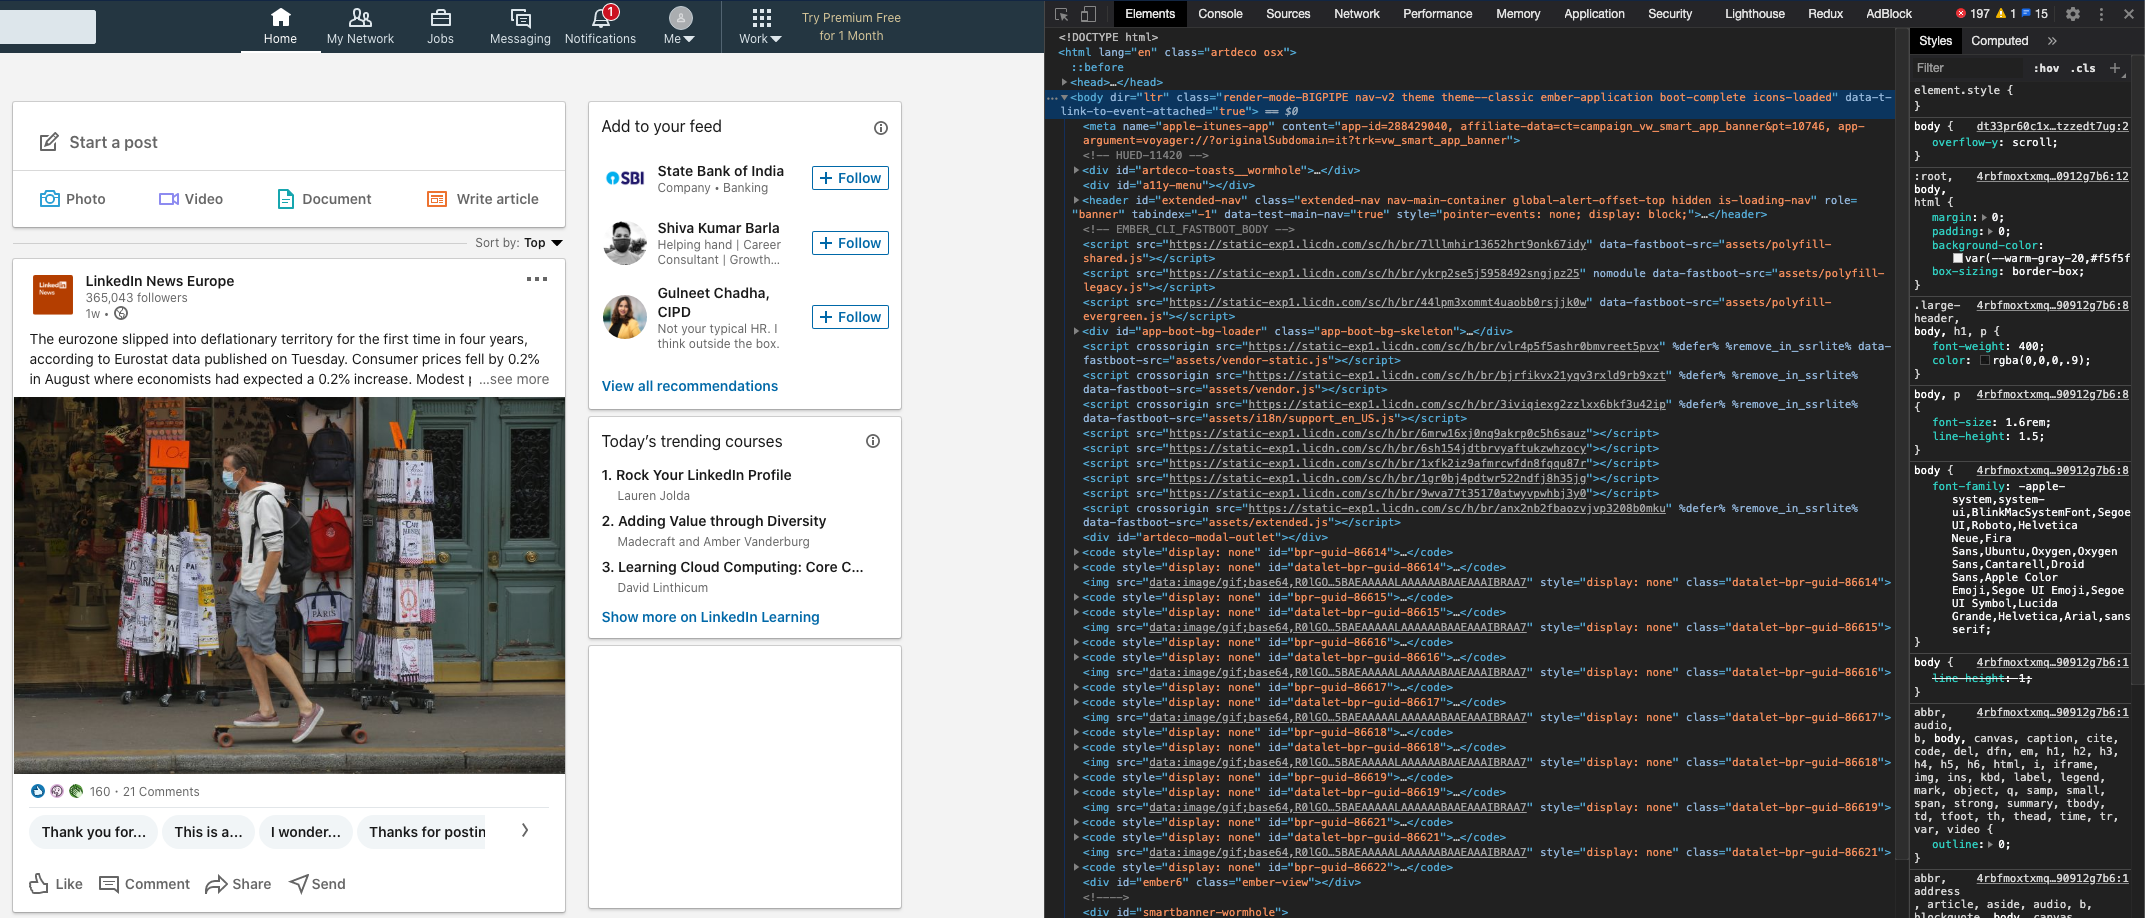 Home
My Network
Jobs
Messaging
1
Notifications
Me
Work
Try Premium Free
for 1 Month
Start a post
Photo
Video
Document
Write article
Sort by: Top
LinkedIn News
LinkedIn News Europe
365,043 followers
1w •
The eurozone slipped into deflationary territory for the first time in four years,
according to Eurostat data published on Tuesday. Consumer prices fell by 0.2%
in August where economists had expected a 0.2% increase. Modest
...see more
10€
PARIS
160 · 21 Comments
Thank you for...
This is a...
I wonder...
Thanks for postin
Like
Comment
Share
Send
Add to your feed
SBI
State Bank of India
Company • Banking
+ Follow
Shiva Kumar Barla
Helping hand | Career
Consultant | Growth...
+ Follow
Gulneet Chadha,
CIPD
Not your typical HR. I
think outside the box.
+ Follow
View all recommendations
Today's trending courses
1. Rock Your LinkedIn Profile
Lauren Jolda
2. Adding Value through Diversity
Madecraft and Amber Vanderburg
3. Learning Cloud Computing: Core C...
David Linthicum
Show more on LinkedIn Learning
Elements
Console
Sources
Network
Performance
Memory
Application
Security
Lighthouse
Redux
AdBlock
197
1
15
<!DOCTYPE html>
<html lang="en" class="artdeco osx">
::before
<head>…</head>
<body dir="ltr" class="render-mode-BIGPIPE nav-v2 theme theme--classic ember-application boot-complete icons-loaded" data-t-
link-to-event-attached="true"> == $0
<meta name="apple-itunes-app" content="app-id=288429040, affiliate-data=ct=campaign_vw_smart_app_banner&pt=10746, app-
argument=voyager://?originalSubdomain=it?trk=vw_smart_app_banner">
<!-- HUED-11420 -->
<div id="artdeco-toasts__wormhole">…</div>
<div id="a11y-menu"></div>
<header id="extended-nav" class="extended-nav nav-main-container global-alert-offset-top hidden is-loading-nav" role=
"banner" tabindex="-1" data-test-main-nav="true" style="pointer-events: none; display: block;">…</header>
<!-- EMBER_CLI_FASTBOOT_BODY -->
<script src="https://static-exp1.licdn.com/sc/h/br/7lllmhir13652hrt9onk67idy" data-fastboot-src="assets/polyfill-
shared.js"></script>
<script src="https://static-exp1.licdn.com/sc/h/br/ykrp2se5j5958492sngjpz25" nomodule data-fastboot-src="assets/polyfill-
legacy.js"></script>
<script src="https://static-exp1.licdn.com/sc/h/br/44lpm3xommt4uaobb0rsjjk0w" data-fastboot-src="assets/polyfill-
evergreen.js"></script>
<div id="app-boot-bg-loader" class="app-boot-bg-skeleton">…</div>
<script crossorigin src="https://static-exp1.licdn.com/sc/h/br/vlr4p5f5ashr0bmvreet5pvx" %defer% %remove_in_ssrlite% data-
fastboot-src="assets/vendor-static.js"></script>
<script crossorigin src="https://static-exp1.licdn.com/sc/h/br/bjrfikvx21yqv3rxld9rb9xzt" %defer% %remove_in_ssrlite%
data-fastboot-src="assets/vendor.js"></script>
<script crossorigin src="https://static-exp1.licdn.com/sc/h/br/3iviqiexg2zzlxx6bkf3u42ip" %defer% %remove_in_ssrlite%
data-fastboot-src="assets/i18n/support_en_US.js"></script>
<script src="https://static-exp1.licdn.com/sc/h/br/6mrw16xj0nq9akrp0c5h6sauz"></script>
<script src="https://static-exp1.licdn.com/sc/h/br/6sh154jdtbrvyaftukzwhzocy"></script>
<script src="https://static-exp1.licdn.com/sc/h/br/1xfk2iz9afmrcwfdn8fqqu87r"></script>
<script src="https://static-exp1.licdn.com/sc/h/br/1gr0bj4pdtwr522ndfj8h35jg"></script>
<script src="https://static-exp1.licdn.com/sc/h/br/9wva77t35170atwyvpwhbj3y0"></script>
<script crossorigin src="https://static-exp1.licdn.com/sc/h/br/anx2nb2fbaozvjvp3208b0mku" %defer% %remove_in_ssrlite%
data-fastboot-src="assets/extended.js"></script>
<div id="artdeco-modal-outlet"></div>
<code style="display: none" id="bpr-guid-86614">…</code>
<code style="display: none" id="datalet-bpr-guid-86614">…</code>
<img src="data:image/gif;base64,R0lGO…5BAEAAAAALAAAAAABAAEAAAIBRAA7" style="display: none" class="datalet-bpr-guid-86614">
<code style="display: none" id="bpr-guid-86615">…</code>
<code style="display: none" id="datalet-bpr-guid-86615">…</code>
<img src="data:image/gif;base64,R0lGO…5BAEAAAAALAAAAAABAAEAAAIBRAA7" style="display: none" class="datalet-bpr-guid-86615">
<code style="display: none" id="bpr-guid-86616">…</code>
<code style="display: none" id="datalet-bpr-guid-86616">…</code>
<img src="data:image/gif;base64,R0lGO…5BAEAAAAALAAAAAABAAEAAAIBRAA7" style="display: none" class="datalet-bpr-guid-86616">
<code style="display: none" id="bpr-guid-86617">…</code>
<code style="display: none" id="datalet-bpr-guid-86617">…</code>
<img src="data:image/gif;base64,R0lGO…5BAEAAAAALAAAAAABAAEAAAIBRAA7" style="display: none" class="datalet-bpr-guid-86617">
<code style="display: none" id="bpr-guid-86618">…</code>
<code style="display: none" id="datalet-bpr-guid-86618">…</code>
<img src="data:image/gif;base64,R0lGO…5BAEAAAAALAAAAAABAAEAAAIBRAA7" style="display: none" class="datalet-bpr-guid-86618">
<code style="display: none" id="bpr-guid-86619">…</code>
<code style="display: none" id="datalet-bpr-guid-86619">…</code>
<img src="data:image/gif;base64,R0lGO…5BAEAAAAALAAAAAABAAEAAAIBRAA7" style="display: none" class="datalet-bpr-guid-86619">
<code style="display: none" id="bpr-guid-86621">…</code>
<code style="display: none" id="datalet-bpr-guid-86621">…</code>
<img src="data:image/gif;base64,R0lGO…5BAEAAAAALAAAAAABAAEAAAIBRAA7" style="display: none" class="datalet-bpr-guid-86621">
<code style="display: none" id="bpr-guid-86622">…</code>
<div id="ember6" class="ember-view"></div>
<!---->
<div id="smartbanner-wormhole">
Styles
Computed
»
Filter
:hov .cls +
element.style {
}
body { dt33pr60c1x…tzzedt7ug:2
overflow-y: scroll;
}
:root, 4rbfmoxtxmq…0912g7b6:12
body,
html {
margin: 0;
padding: 0;
background-color:
var(--warm-gray-20,#f5f5f
box-sizing: border-box;
}
.large- 4rbfmoxtxmq…90912g7b6:8
header,
body, h1, p {
font-weight: 400;
color: rgba(0,0,0,.9);
}
body, p 4rbfmoxtxmq…90912g7b6:8
{
font-size: 1.6rem;
line-height: 1.5;
}
body { 4rbfmoxtxmq…90912g7b6:8
font-family: -apple-
system,system-
ui,BlinkMacSystemFont,Segoe
UI,Roboto,Helvetica
Neue,Fira
Sans,Ubuntu,Oxygen,Oxygen
Sans,Cantarell,Droid
Sans,Apple Color
Emoji,Segoe UI Emoji,Segoe
UI Symbol,Lucida
Grande,Helvetica,Arial,sans
serif;
}
body { 4rbfmoxtxmq…90912g7b6:1
line-height: 1;
}
abbr, 4rbfmoxtxmq…90912g7b6:1
audio,
b, body, canvas, caption, cite,
code, del, dfn, em, h1, h2, h3,
h4, h5, h6, html, i, iframe,
img, ins, kbd, label, legend,
mark, object, q, samp, small,
span, strong, summary, tbody,
td, tfoot, th, thead, time, tr,
var, video {
outline: 0;
}
abbr, 4rbfmoxtxmq…90912g7b6:1
address
, article, aside, audio, b,
blockquote, body, canvas,